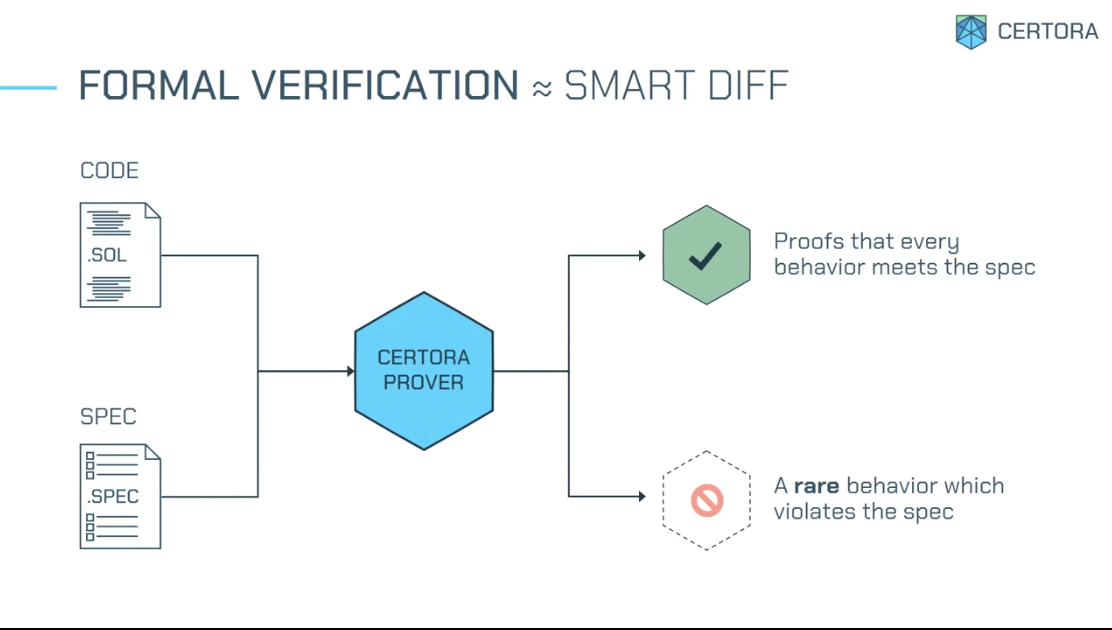 CERTORA
FORMAL VERIFICATION ≈ SMART DIFF
CODE
.SOL
SPEC
.SPEC
CERTORA
PROVER
Proofs that every
behavior meets the spec
A rare behavior which
violates the spec